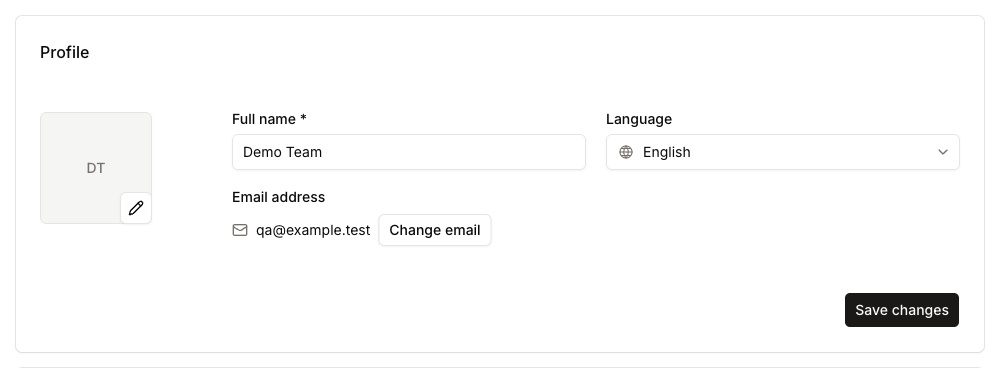 Profile
DT
Full name *
Demo Team
Language
English
Email address
qa@example.test
Change email
Save changes